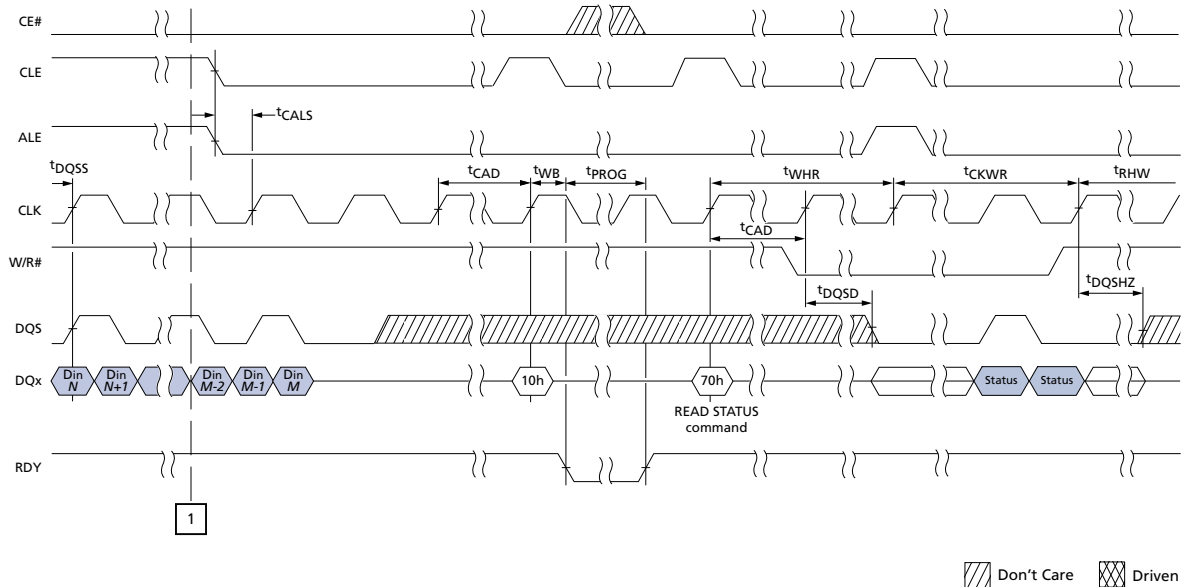 CE#
CLE
tCALS
ALE
tDQSS
tCAD
tWB
tPROG
tWHR
tCKWR
tRHW
CLK
tCAD
W/R#
tDQSD
tDQSHZ
DQS
Din N
Din N+1
Din M-2
Din M-1
Din M
DQx
10h
70h
Status
Status
READ STATUS
command
RDY
1
Don't Care
Driven